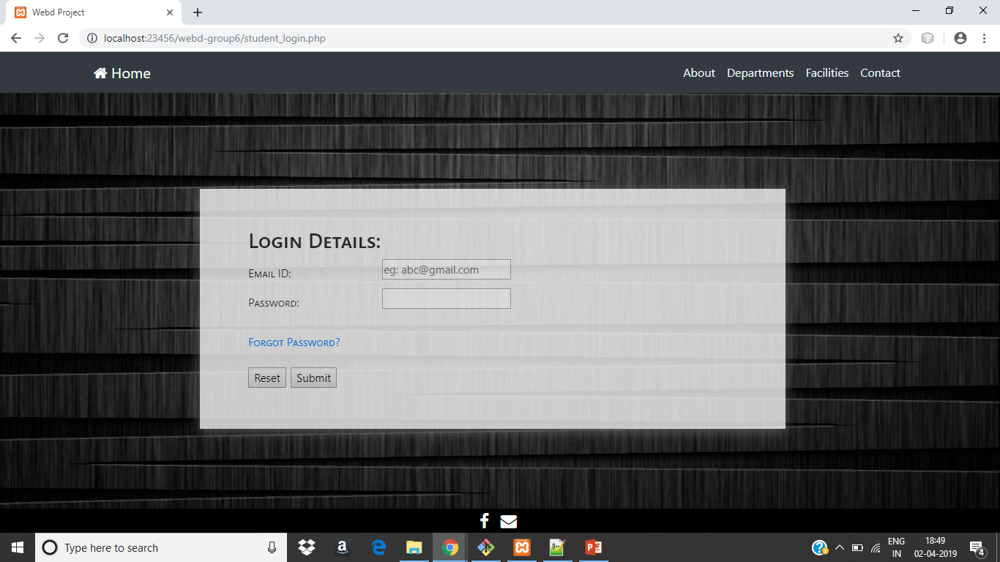 Webd Project
localhost:23456/webd-group6/student_login.php
Home
About Departments Facilities Contact
Login Details:
Email ID:
eg: abc@gmail.com
Password:
Forgot Password?
Reset Submit
Type here to search
ENG
IN
18:49
02-04-2019
4